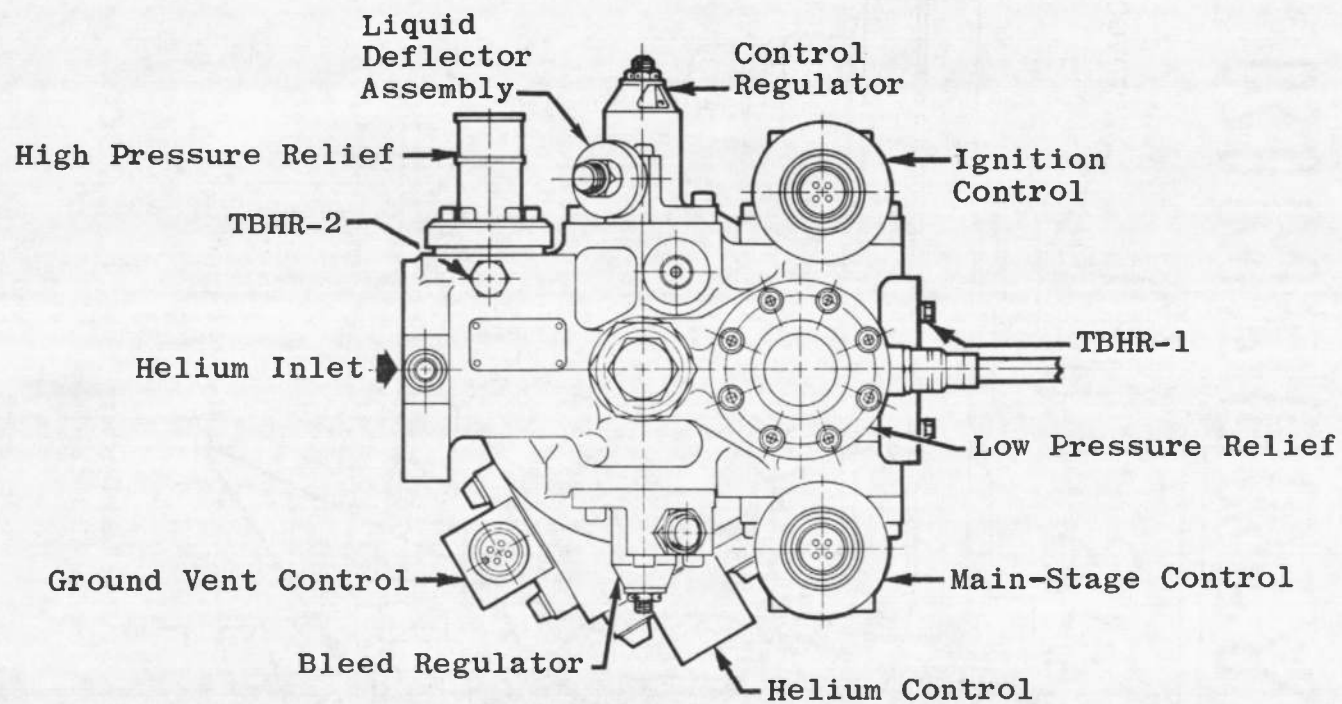 Liquid
Deflector
Assembly
Control
Regulator
High Pressure Relief
Ignition
Control
TBHR-2
TBHR-1
Helium Inlet
Low Pressure Relief
Ground Vent Control
Main-Stage Control
Bleed Regulator
Helium Control